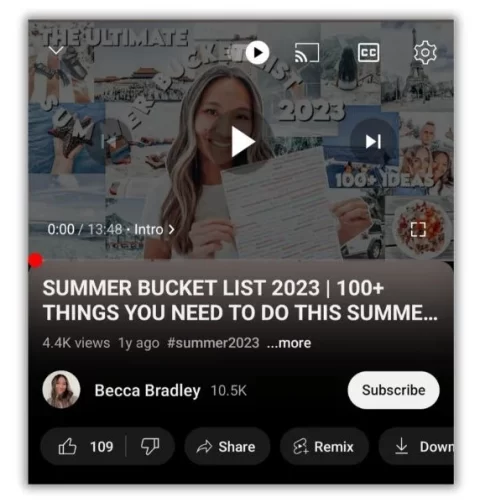 THE ULTIMATE
SUMMER BUCKET LIST
2023
100+ IDEAS
CC
0:00 / 13:48 • Intro >
SUMMER BUCKET LIST 2023 | 100+
THINGS YOU NEED TO DO THIS SUMME...
4.4K views 1y ago #summer2023 ...more
Becca Bradley 10.5K
Subscribe
109
Share
Remix
Down